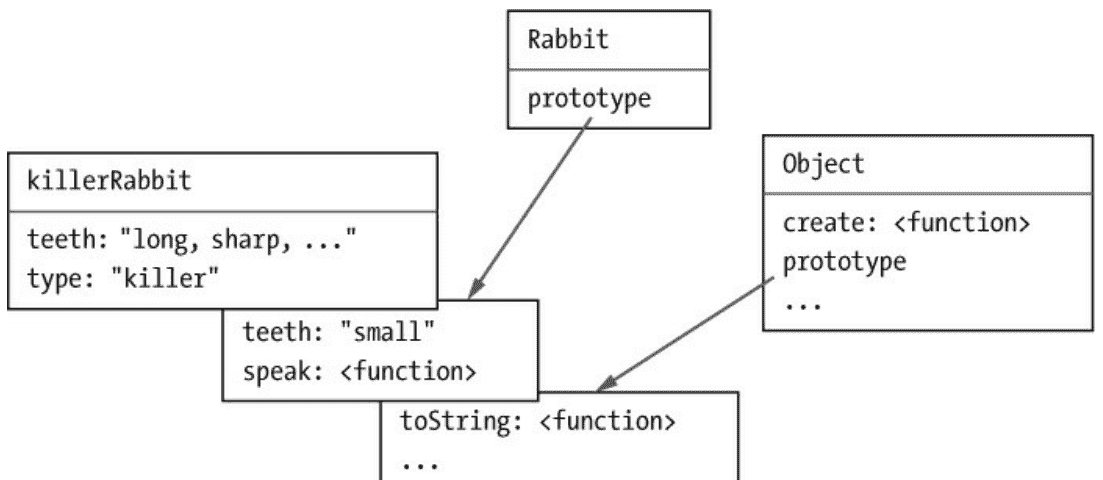 Rabbit
prototype
killerRabbit
teeth: "long, sharp, ..."
type: "killer"
Object
create: <function>
prototype
...
teeth: "small"
speak: <function>
toString: <function>
...